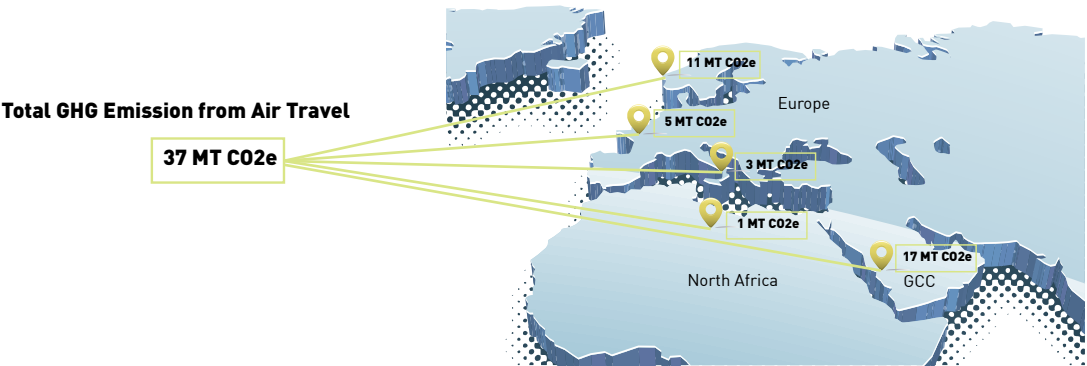 11 MT CO2e
Europe
Total GHG Emission from Air Travel
5 MT CO2e
37 MT CO2e
3 MT CO2e
1 MT CO2e
17 MT CO2e
North Africa
GCC